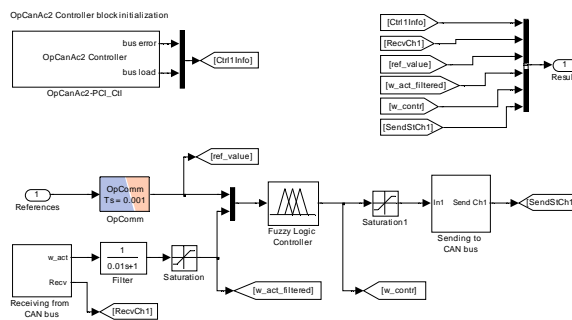 OpCanAc2 Controller block initialization
OpCanAc2 Controller
bus error
bus load
OpCanAc2-PCI_Ctl
[Ctrl1Info]
[Ctrl1Info]
[RecvCh1]
[ref_value]
[w_act_filtered]
[w_contr]
[SendStCh1]
1
Result
[ref_value]
1
References
OpComm
Ts = 0.001
OpComm
Fuzzy Logic
Controller
Saturation1
In1
Send Ch1
Sending to
CAN bus
[SendStCh1]
w_act
Recv
Receiving from
CAN bus
1
0.01s+1
Filter
Saturation
[RecvCh1]
[w_act_filtered]
[w_contr]